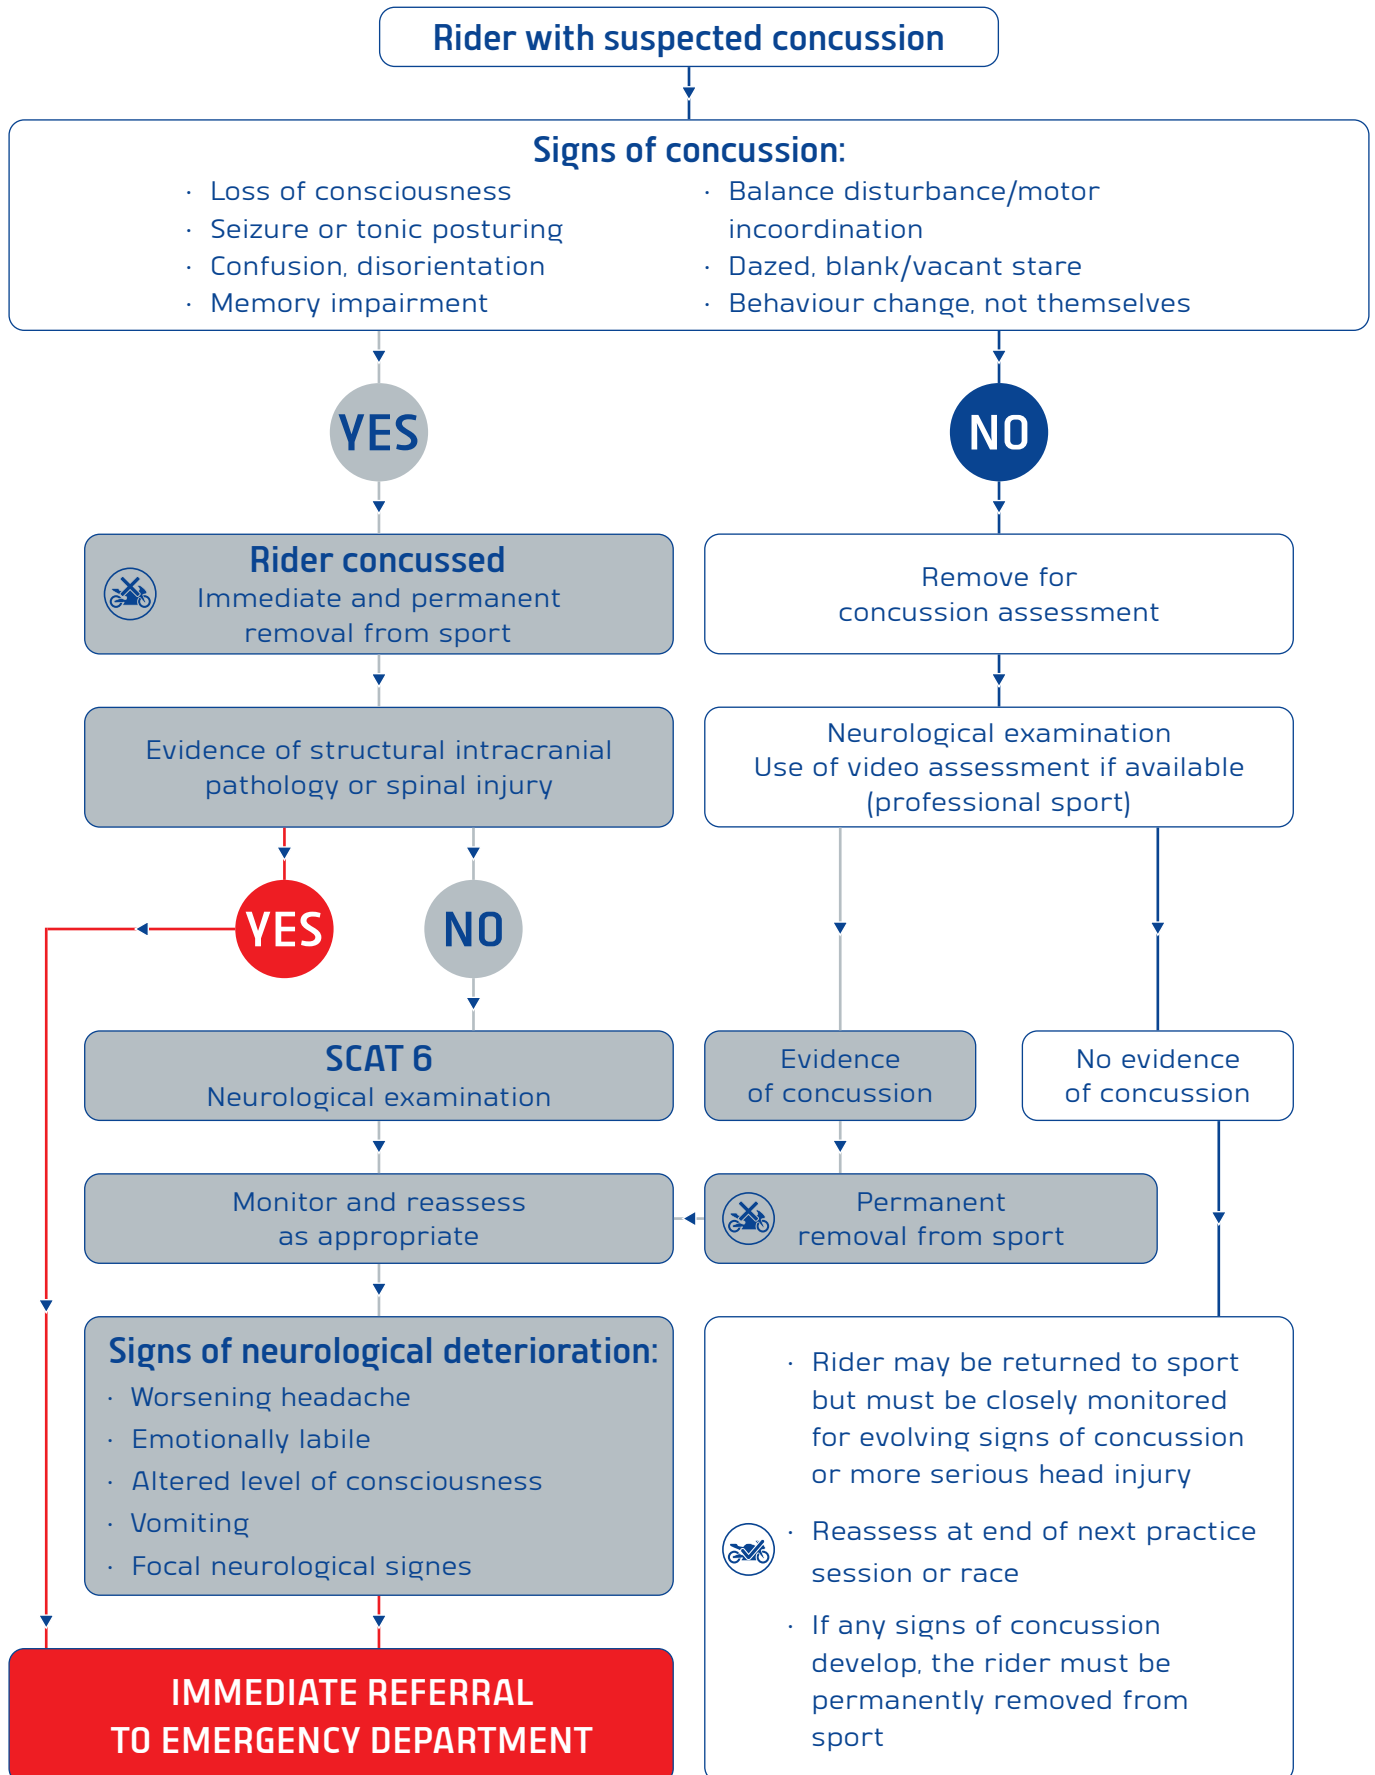 Rider with suspected concussion
Signs of concussion:
· Loss of consciousness
· Seizure or tonic posturing
· Confusion, disorientation
· Memory impairment
· Balance disturbance/motor
incoordination
· Dazed, blank/vacant stare
· Behaviour change, not themselves
YES
NO
Rider concussed
Immediate and permanent
removal from sport
Remove for
concussion assessment
Evidence of structural intracranial
pathology or spinal injury
Neurological examination
Use of video assessment if available
(professional sport)
YES
NO
SCAT 6
Neurological examination
Evidence
of concussion
No evidence
of concussion
Monitor and reassess
as appropriate
Permanent
removal from sport
Signs of neurological deterioration:
· Worsening headache
· Emotionally labile
· Altered level of consciousness
· Vomiting
· Focal neurological signes
· Rider may be returned to sport
but must be closely monitored
for evolving signs of concussion
or more serious head injury
· Reassess at end of next practice
session or race
· If any signs of concussion
develop, the rider must be
permanently removed from
sport
IMMEDIATE REFERRAL
TO EMERGENCY DEPARTMENT